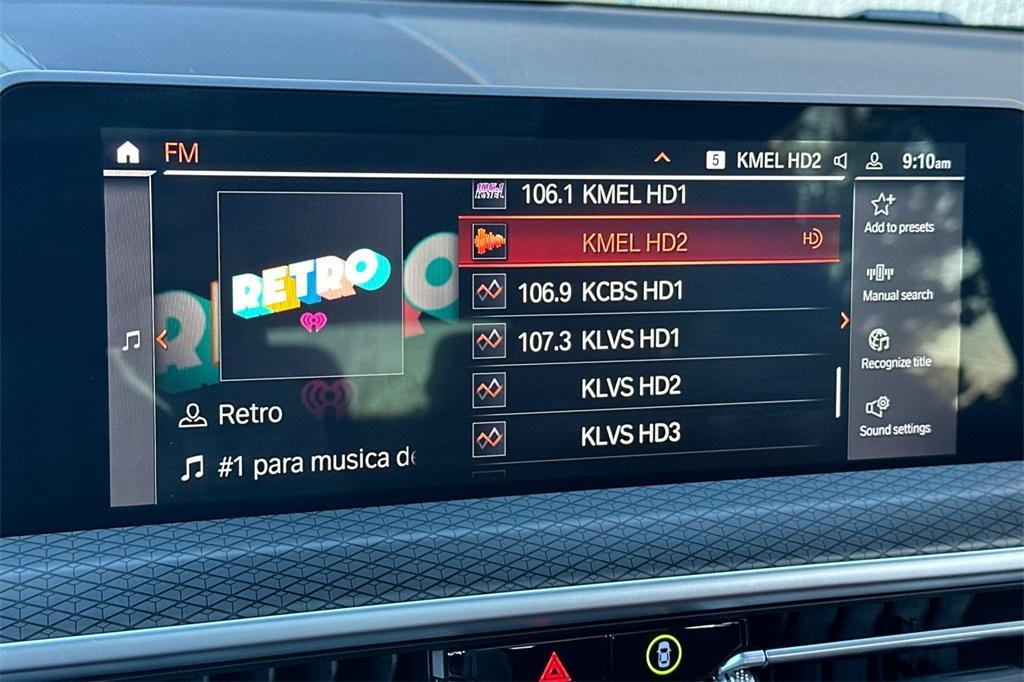 FM
5 KMEL HD2 9:10am
106.1 KMEL HD1
KMEL HD2 HD
106.9 KCBS HD1
107.3 KLVS HD1
KLVS HD2
KLVS HD3
RETRO
Retro
#1 para musica de
Add to presets
Manual search
Recognize title
Sound settings